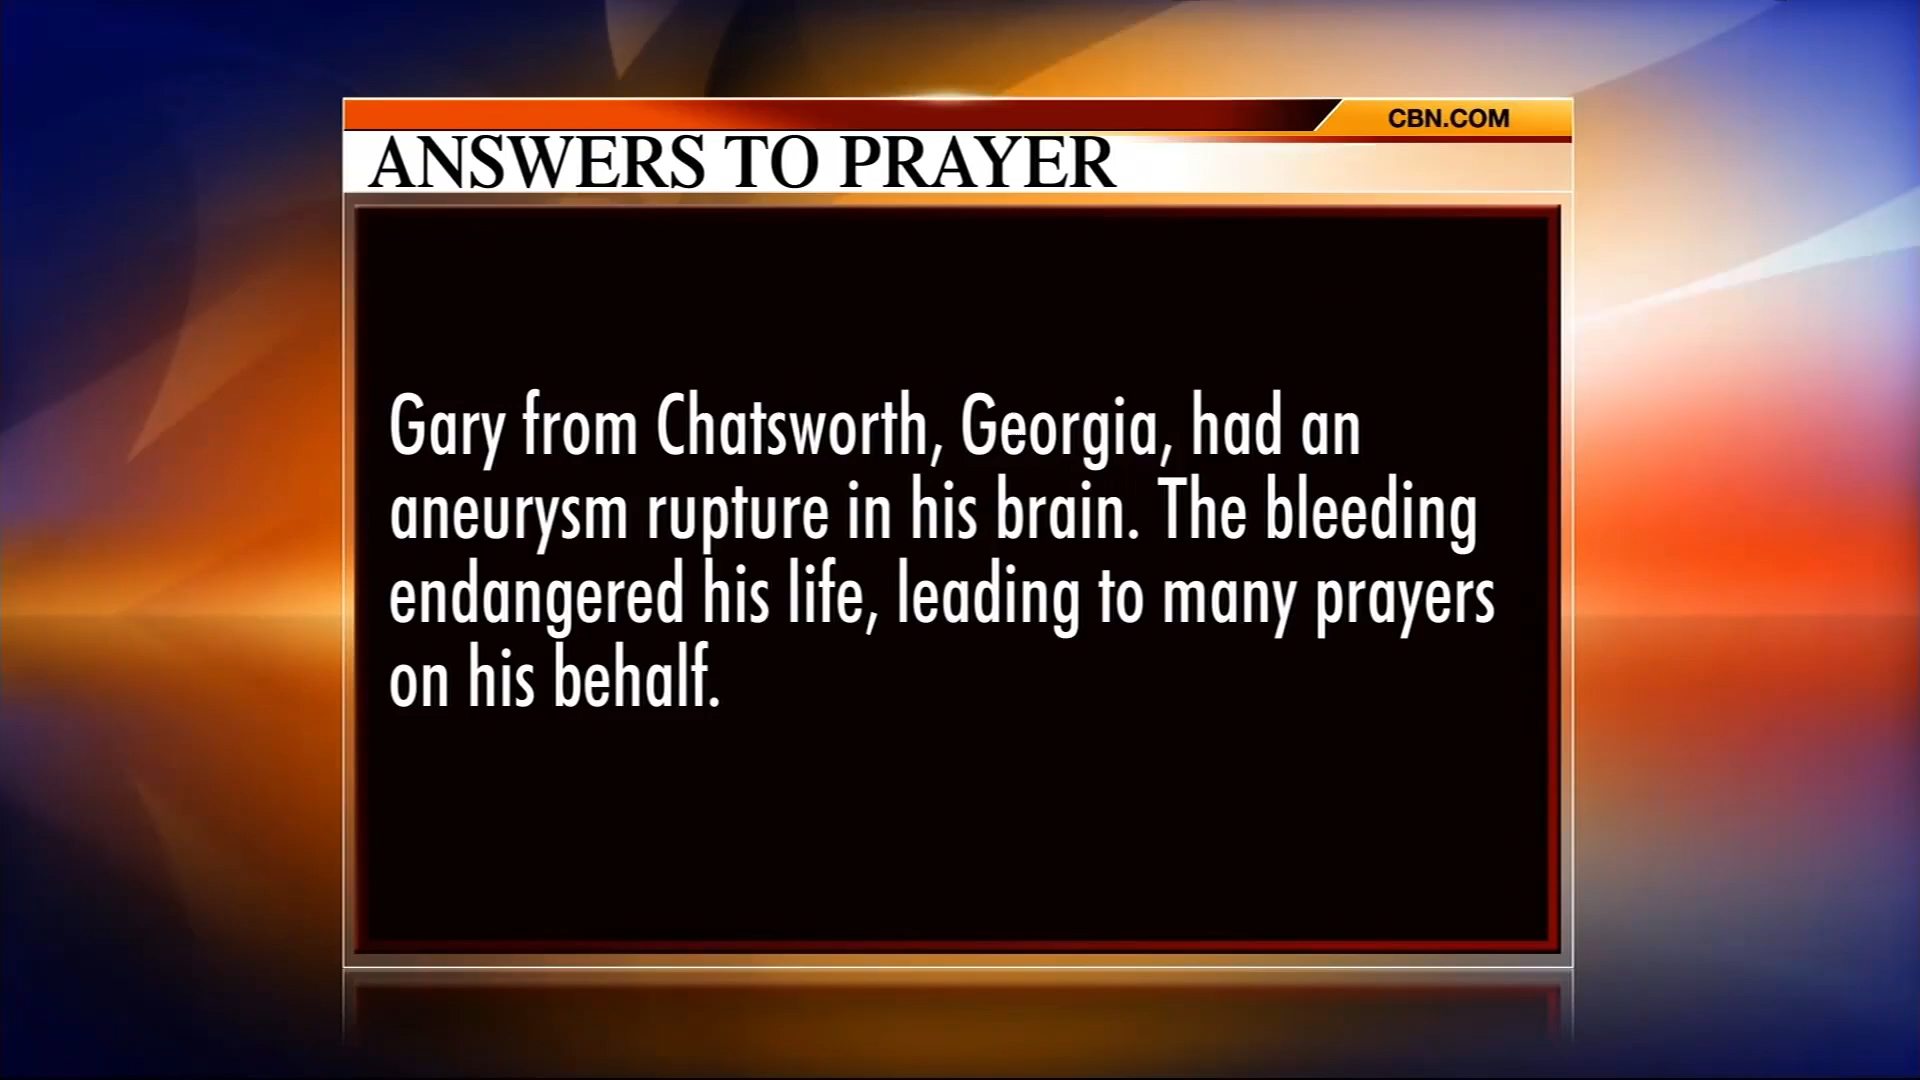 CBN.COM
ANSWERS TO PRAYER
Gary from Chatsworth, Georgia, had an
aneurysm rupture in his brain. The bleeding
endangered his life, leading to many prayers
on his behalf.